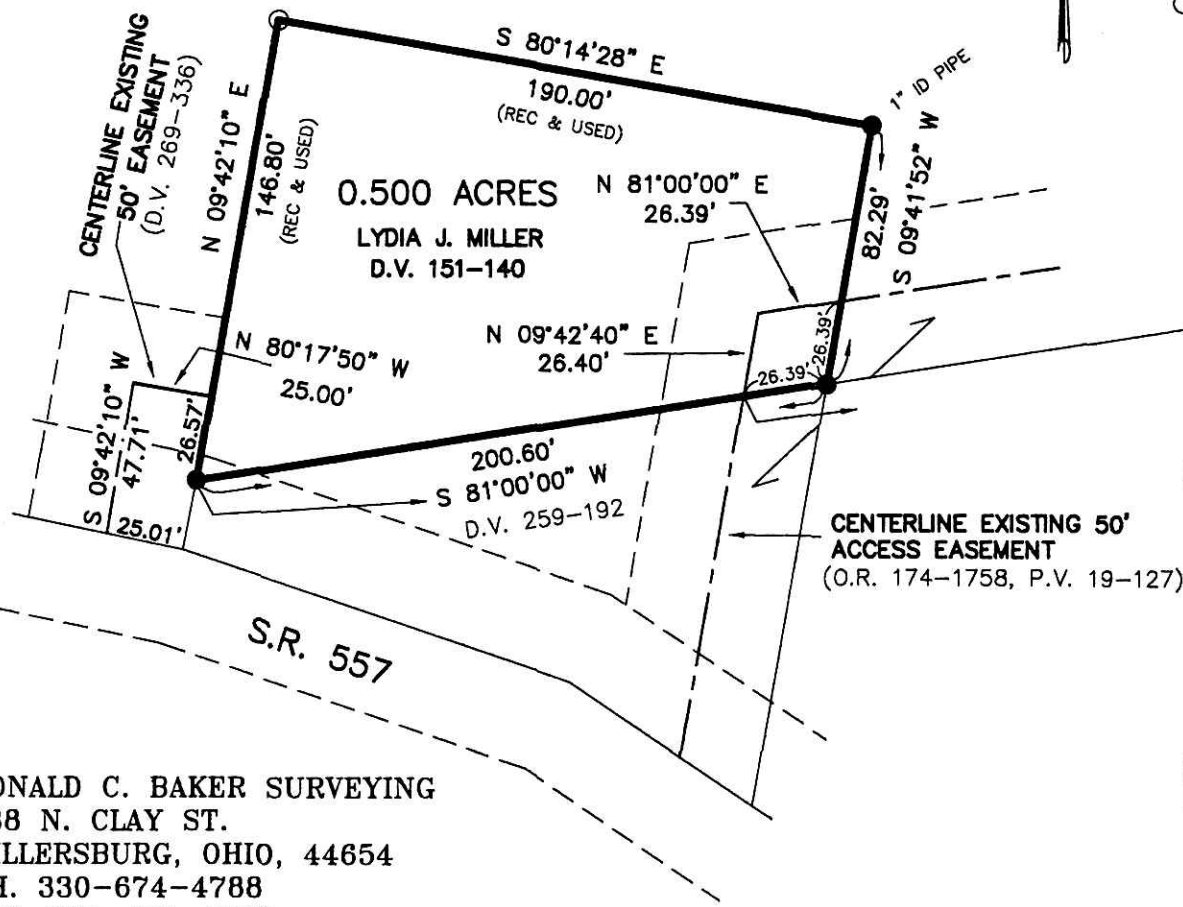 S 80°14'28" E
190.00'
(REC & USED)
1" ID PIPE
CENTERLINE EXISTING
50' EASEMENT
(D.V. 269-336)
N 09°42'10" E
146.80'
(REC & USED)
0.500 ACRES
LYDIA J. MILLER
D.V. 151-140
N 81°00'00" E
26.39'
82.29'
S 09°41'52" W
N 09°42'40" E
26.40'
26.39'
26.39'
N 80°17'50" W
25.00'
S 09°42'10" W
47.71'
26.57'
25.01'
200.60'
S 81°00'00" W
D.V. 259-192
CENTERLINE EXISTING 50'
ACCESS EASEMENT
(O.R. 174-1758, P.V. 19-127)
S.R. 557
ONALD C. BAKER SURVEYING
38 N. CLAY ST.
ILLERSBURG, OHIO, 44654
H. 330-674-4788